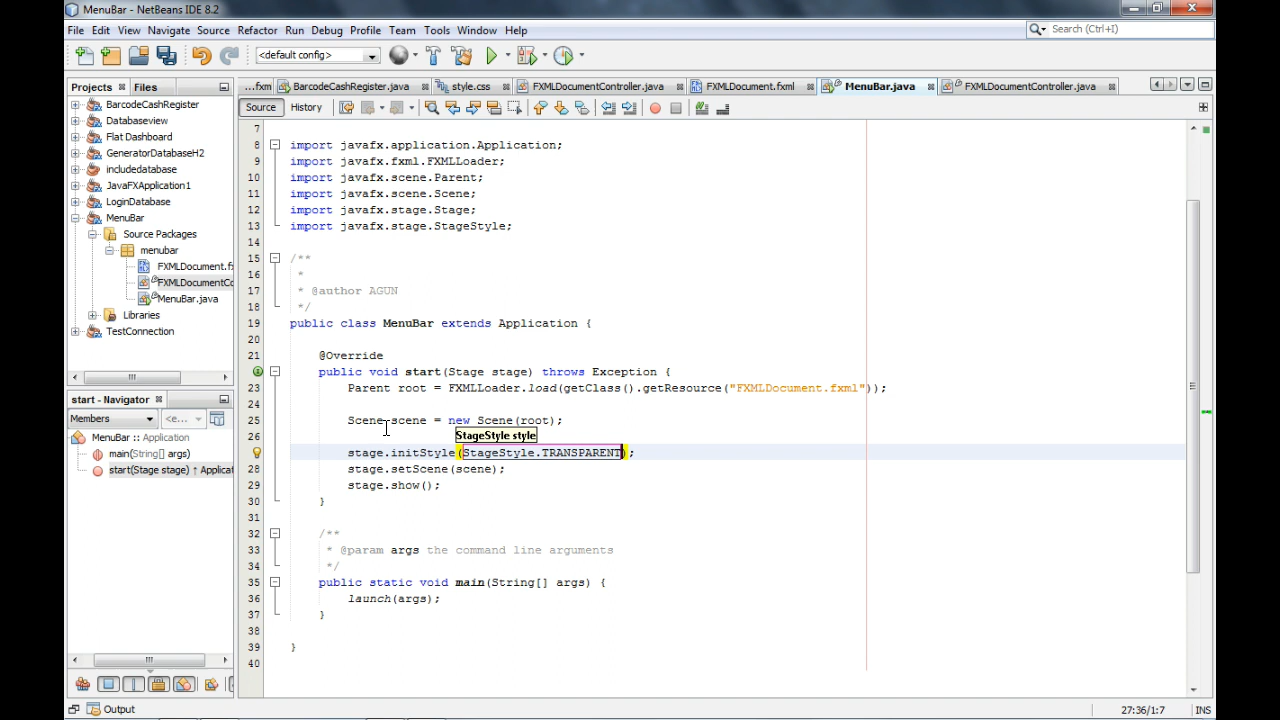 MenuBar - NetBeans IDE 8.2
File Edit View Navigate Source Refactor Run Debug Profile Team Tools Window Help
Search (Ctrl+I)
<default config>
Projects Files
...fxm BarcodeCashRegister.java style.css FXMLDocumentController.java FXMLDocument.fxml MenuBar.java FXMLDocumentController.java
Source History
BarcodeCashRegister
Databaseview
Flat Dashboard
GeneratorDatabaseH2
includedatabase
JavaFXApplication1
LoginDatabase
MenuBar
Source Packages
menubar
FXMLDocument.fx
FXMLDocumentCo
MenuBar.java
Libraries
TestConnection
start - Navigator
Members <e...
MenuBar :: Application
main(String[] args)
start(Stage stage) ↑ Applicat
7
8 import javafx.application.Application;
9 import javafx.fxml.FXMLLoader;
10 import javafx.scene.Parent;
11 import javafx.scene.Scene;
12 import javafx.stage.Stage;
13 import javafx.stage.StageStyle;
14
15 /**
16 *
17 * @author AGUN
18 */
19 public class MenuBar extends Application {
20
21 @Override
public void start(Stage stage) throws Exception {
23 Parent root = FXMLLoader.load(getClass().getResource("FXMLDocument.fxml"));
24
25 Scene scene = new Scene(root);
26 StageStyle style
stage.initStyle(StageStyle.TRANSPARENT);
28 stage.setScene(scene);
29 stage.show();
30 }
31
32 /**
33 * @param args the command line arguments
34 */
35 public static void main(String[] args) {
36 launch(args);
37 }
38
39 }
40
Output
27:36/1:7 INS